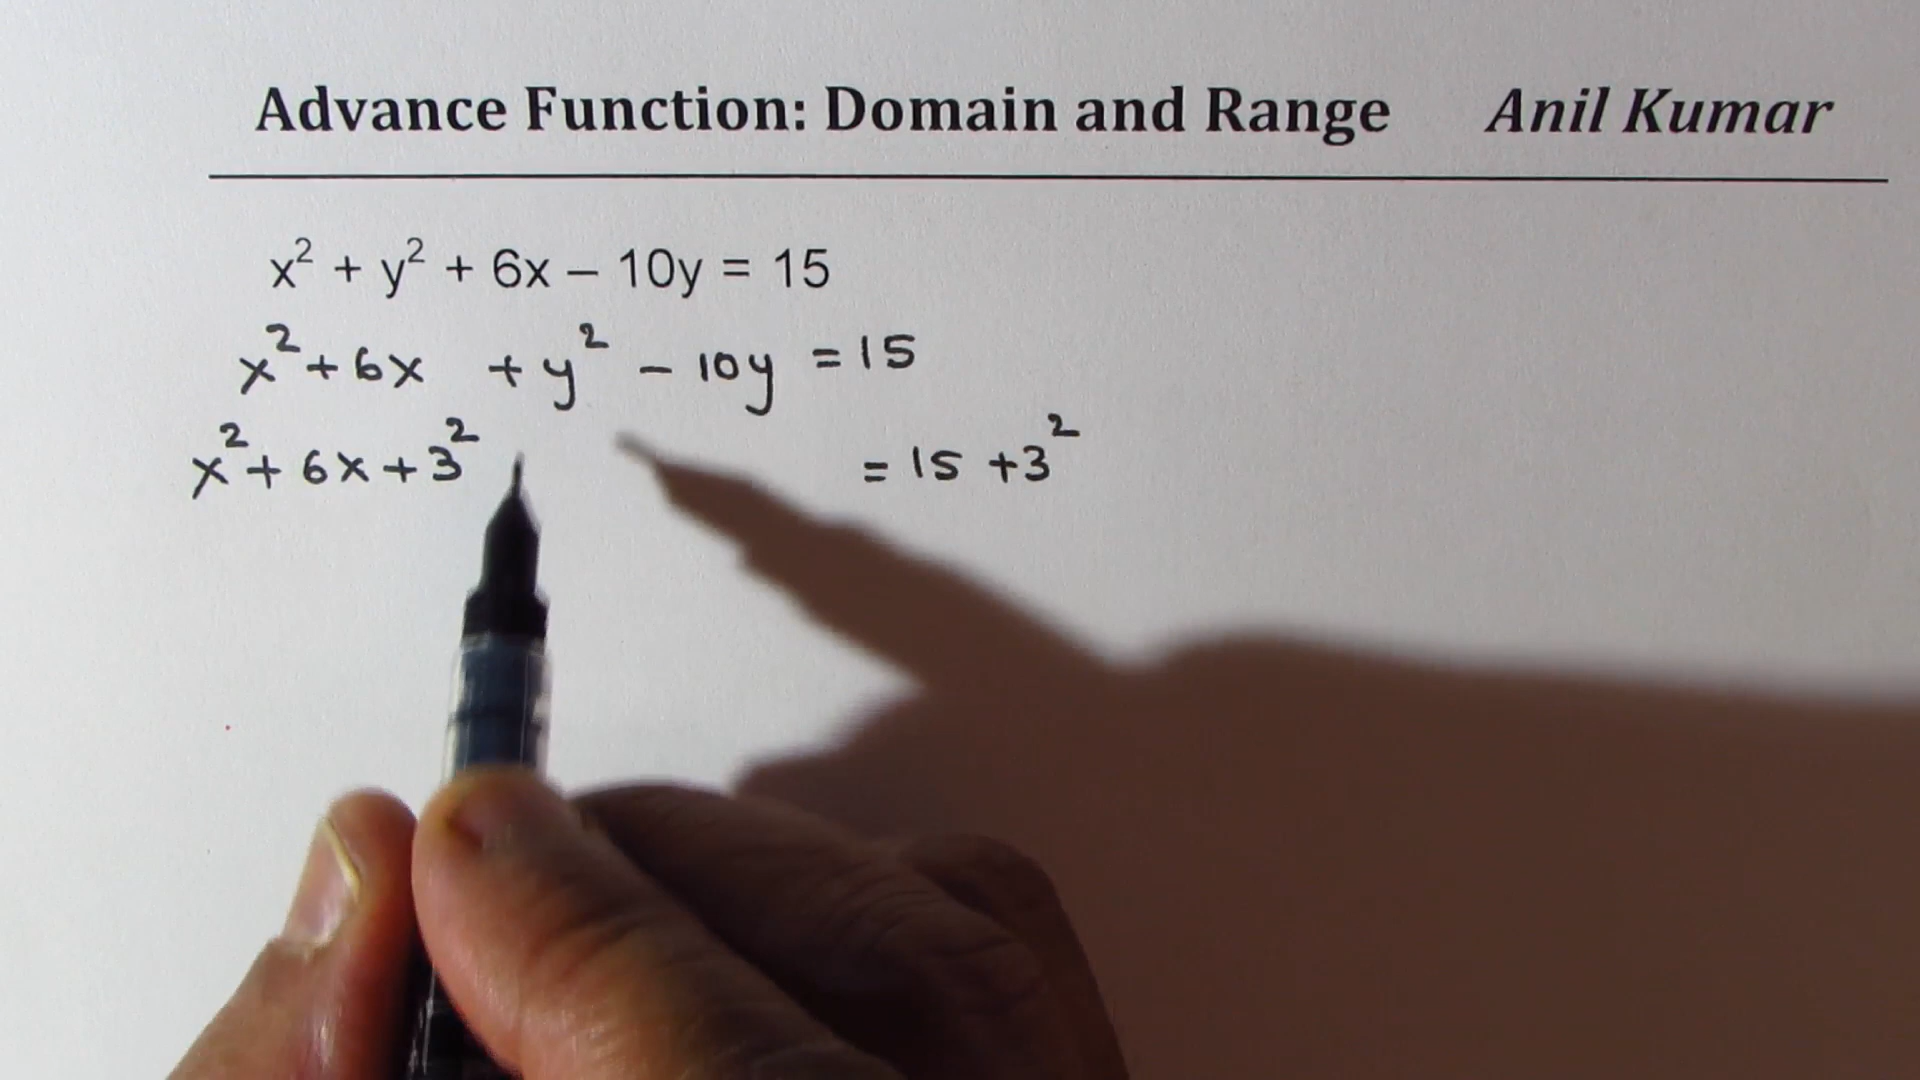 Advance Function: Domain and Range Anil Kumar
x² + y² + 6x – 10y = 15
x² + 6x + y² – 10y = 15
x² + 6x + 3² = 15 + 3²